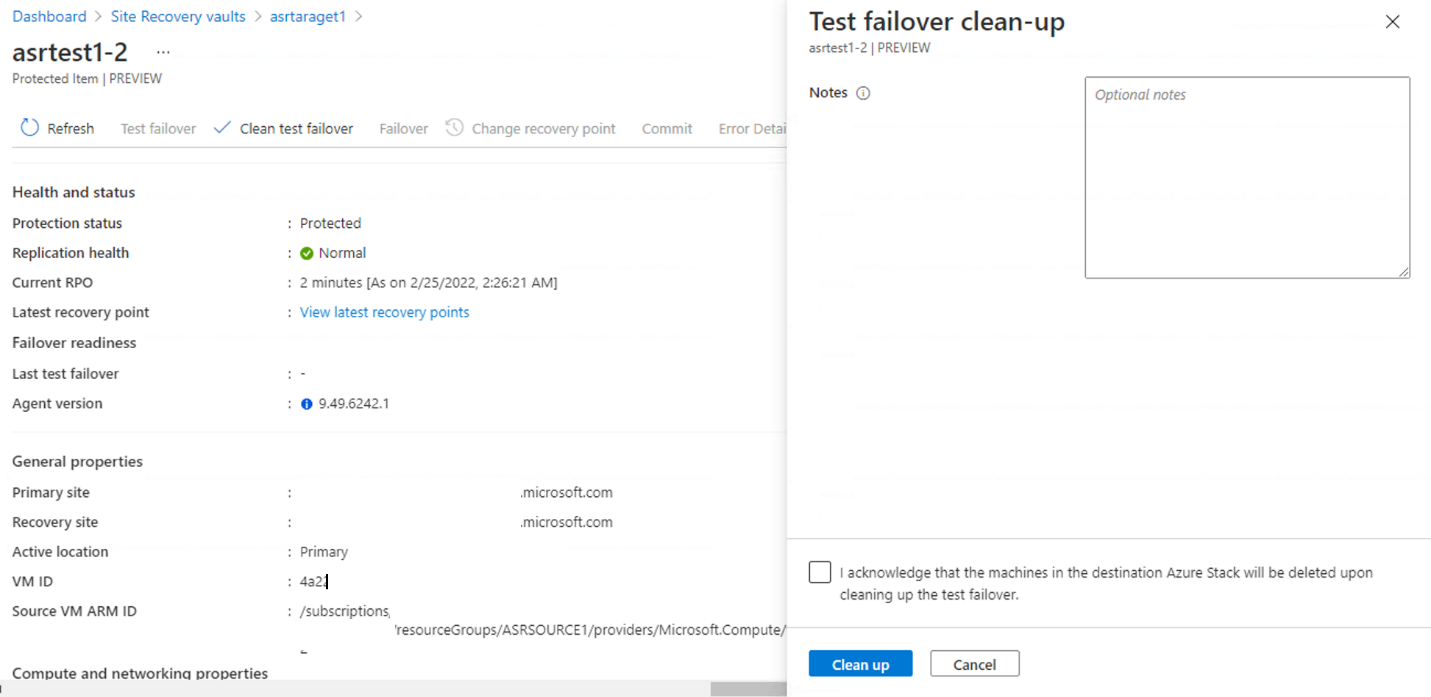 Dashboard > Site Recovery vaults > asrtaraget1 >
asrtest1-2 ...
Protected Item | PREVIEW
Refresh Test failover Clean test failover Failover Change recovery point Commit Error Detai
Health and status
Protection status : Protected
Replication health : Normal
Current RPO : 2 minutes [As on 2/25/2022, 2:26:21 AM]
Latest recovery point : View latest recovery points
Failover readiness
Last test failover : -
Agent version : 9.49.6242.1
General properties
Primary site : .microsoft.com
Recovery site : .microsoft.com
Active location : Primary
VM ID : 4a22
Source VM ARM ID : /subscriptions,
/resourceGroups/ASRSOURCE1/providers/Microsoft.Compute/
Compute and networking properties
Test failover clean-up
asrtest1-2 | PREVIEW
Notes
Optional notes
I acknowledge that the machines in the destination Azure Stack will be deleted upon
cleaning up the test failover.
Clean up Cancel